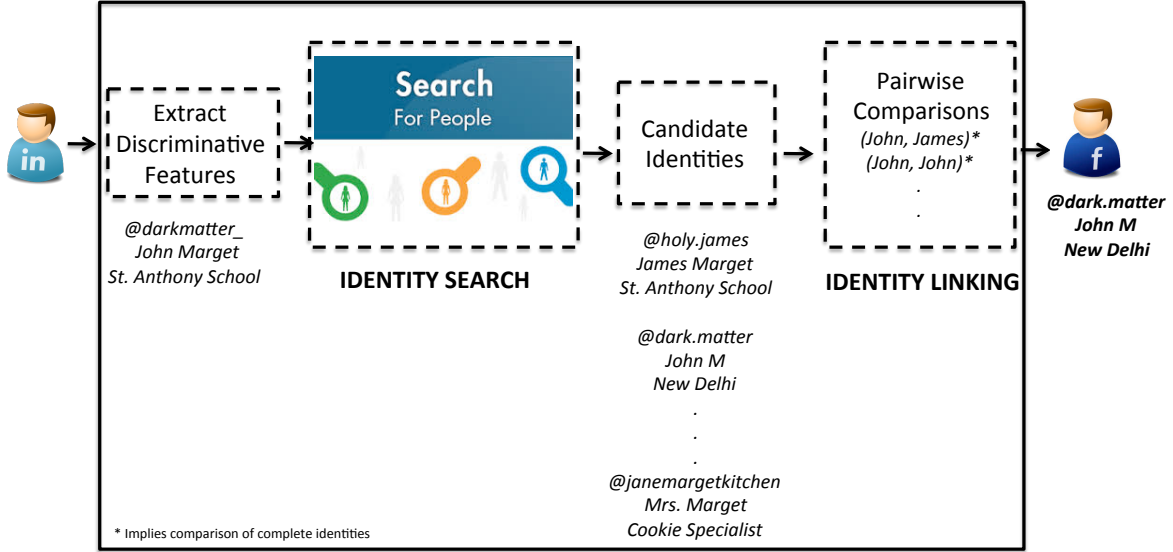 in
Extract
Discriminative
Features
@darkmatter_
John Marget
St. Anthony School
Search
For People
IDENTITY SEARCH
Candidate
Identities
@holy.james
James Marget
St. Anthony School
@dark.matter
John M
New Delhi
.
.
.
@janemargetkitchen
Mrs. Marget
Cookie Specialist
Pairwise
Comparisons
(John, James)*
(John, John)*
.
.
IDENTITY LINKING
f
@dark.matter
John M
New Delhi
* Implies comparison of complete identities